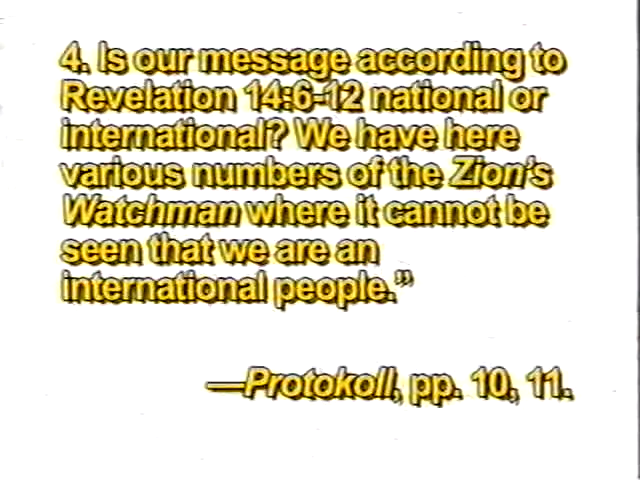 4. Is our message according to
Revelation 14:6-12 national or
international? We have here
various numbers of the Zion's
Watchman where it cannot be
seen that we are an
international people.”
—Protokoll, pp. 10, 11.